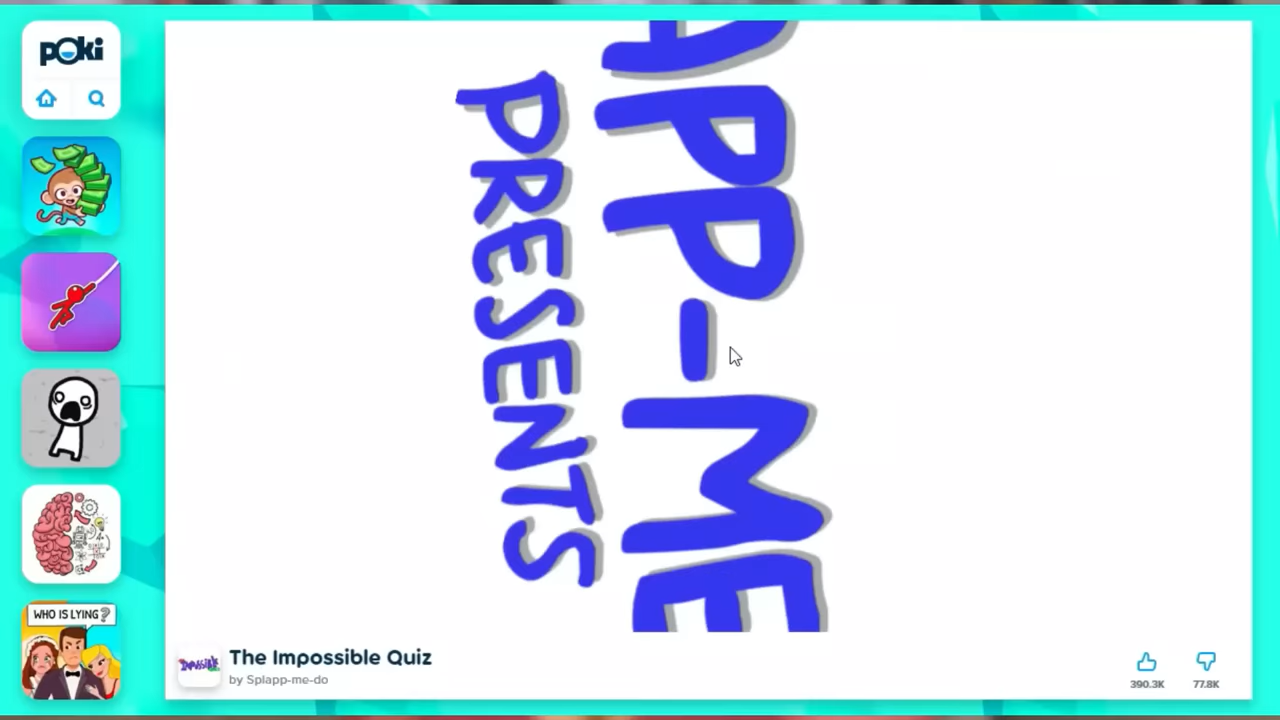 poki
APP-ME
PRESENTS
WHO IS LYING?
The Impossible Quiz
by Splapp-me-do
390.3K
77.8K